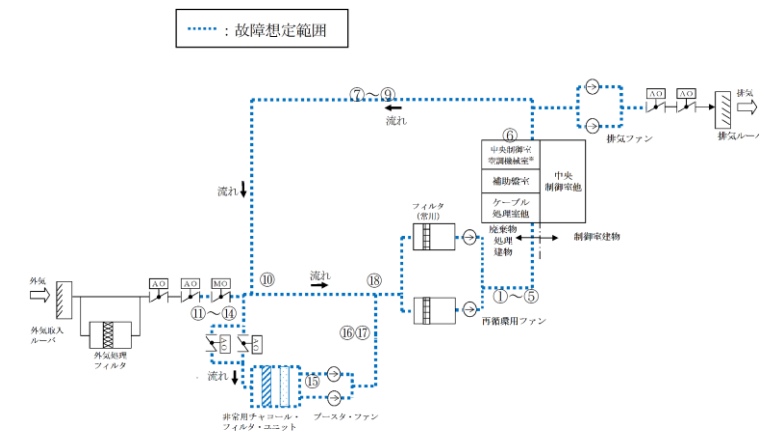 ：故障想定範囲
⑦～⑨
流れ
AO
AO
排気
排気ファン
排気ルーバ
⑥
中央制御室
空調機械室*
補助盤室
ケーブル
処理室他
中央
制御室他
廃棄物
処理
建物
制御室建物
流れ
フィルタ
(常用)
①～⑤
再循環用ファン
外気
外気取入
ルーバ
外気処理
フィルタ
AO
AO
MO
⑩
流れ
⑱
⑪～⑭
AO
AO
⑯⑰
流れ
⑮
非常用チャコール・
フィルタ・ユニット
ブースタ・ファン